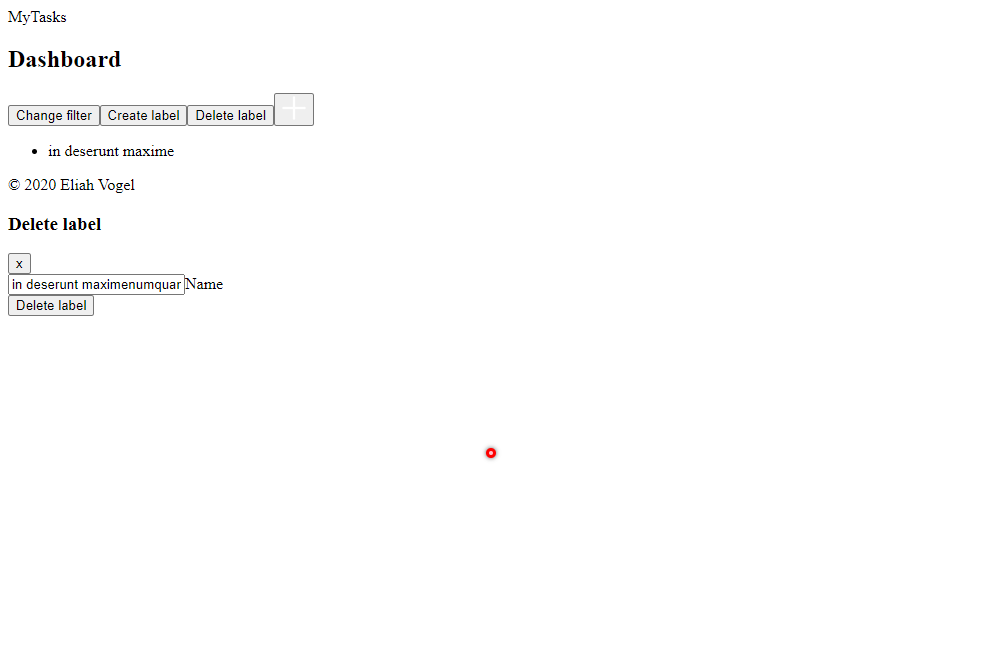 MyTasks
Dashboard
Change filter Create label Delete label
in deserunt maxime
© 2020 Eliah Vogel
Delete label
x
in deserunt maximenumquar Name
Delete label